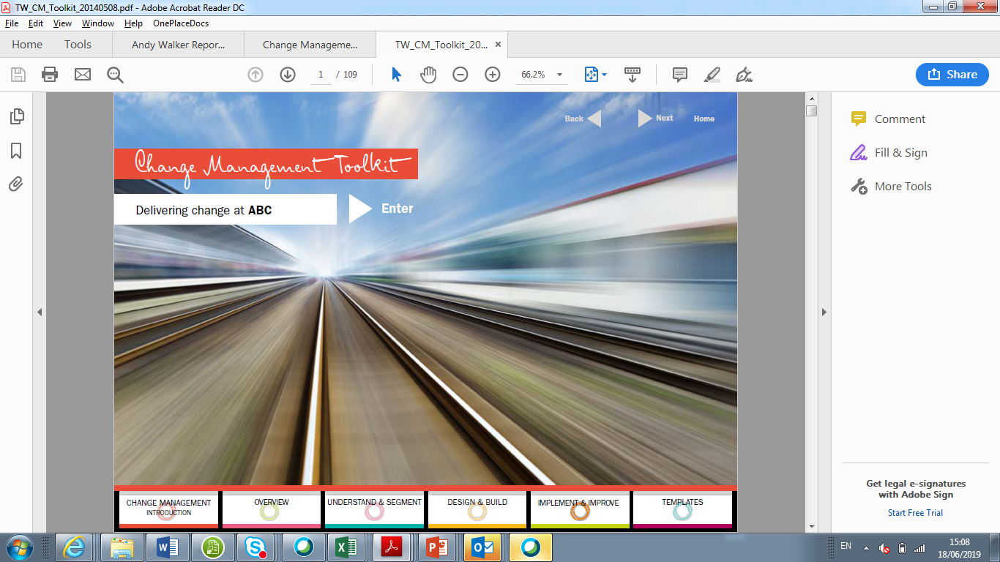 TW_CM_Toolkit_20140508.pdf - Adobe Acrobat Reader DC
File Edit View Window Help OnePlaceDocs
Home Tools Andy Walker Repor... Change Manageme... TW_CM_Toolkit_20... ×
1 / 109 66.2% Share
Back Next Home
Change Management Toolkit
Delivering change at ABC Enter
Comment
Fill & Sign
More Tools
Get legal e-signatures
with Adobe Sign
Start Free Trial
CHANGE MANAGEMENT
INTRODUCTION
OVERVIEW
UNDERSTAND & SEGMENT
DESIGN & BUILD
IMPLEMENT & IMPROVE
TEMPLATES
EN 15:08
18/06/2019